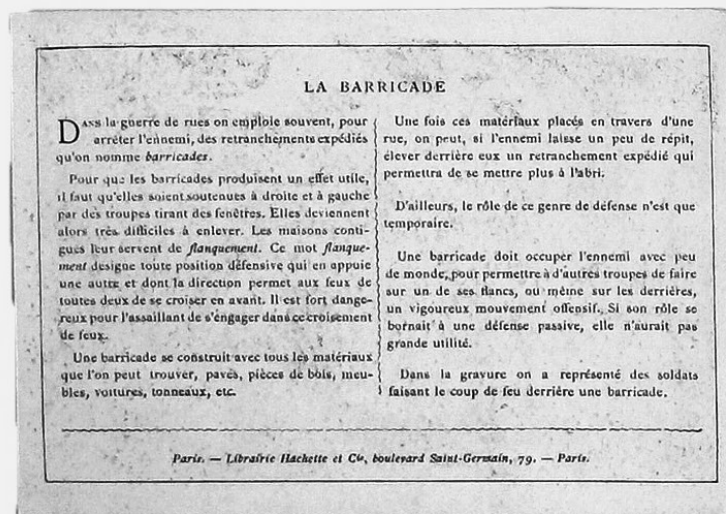 LA BARRICADE
DANS la guerre de rues on emploie souvent, pour
arrêter l'ennemi, des retranchements expédiés
qu'on nomme barricades.
Pour que les barricades produisent un effet utile,
il faut qu'elles soient soutenues à droite et à gauche
par des troupes tirant des fenêtres. Elles deviennent
alors très difficiles à enlever. Les maisons conti-
guës leur servent de flanquement. Ce mot flanque-
ment désigne toute position défensive qui en appuie
une autre et dont la direction permet aux feux de
toutes deux de se croiser en avant. Il est fort dange-
reux pour l'assaillant de s'engager dans ce croisement
de feux.
Une barricade se construit avec tous les matériaux
que l'on peut trouver, pavés, pièces de bois, meu-
bles, voitures, tonneaux, etc.
Une fois ces matériaux placés en travers d'une
rue, on peut, si l'ennemi laisse un peu de répit,
élever derrière eux un retranchement expédié qui
permettra de se mettre plus à l'abri.
D'ailleurs, le rôle de ce genre de défense n'est que
temporaire.
Une barricade doit occuper l'ennemi avec peu
de monde, pour permettre à d'autres troupes de faire
sur un de ses flancs, ou même sur les derrières,
un vigoureux mouvement offensif. Si son rôle se
bornait à une défense passive, elle n'aurait pas
grande utilité.
Dans la gravure on a représenté des soldats
faisant le coup de feu derrière une barricade.
Paris. — Librairie Hachette et Cie, boulevard Saint-Germain, 79. — Paris.